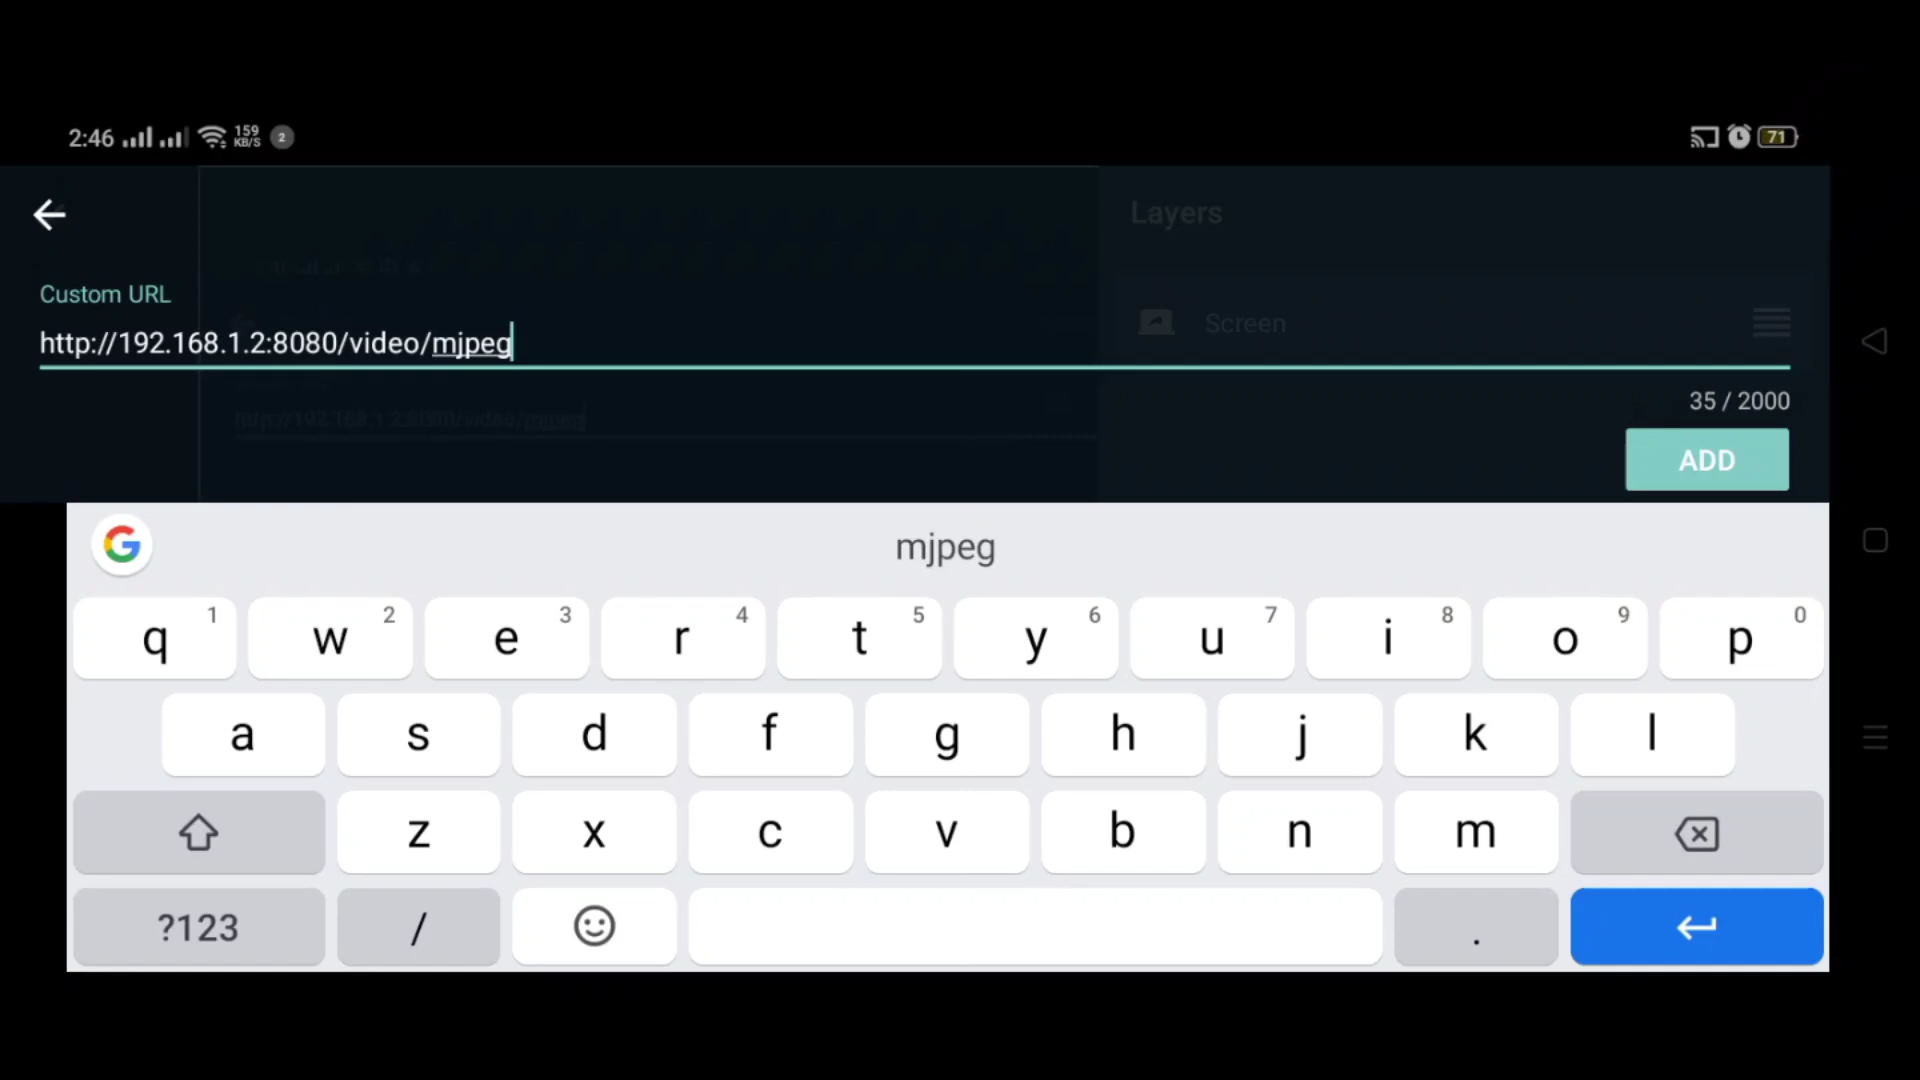 2:46 159 KB/S 2 71
Layers
Custom URL
http://192.168.1.2:8080/video/mjpeg
Screen
35 / 2000
ADD
G mjpeg
q 1 w 2 e 3 r 4 t 5 y 6 u 7 i 8 o 9 p 0
a s d f g h j k l
z x c v b n m
?123 / .